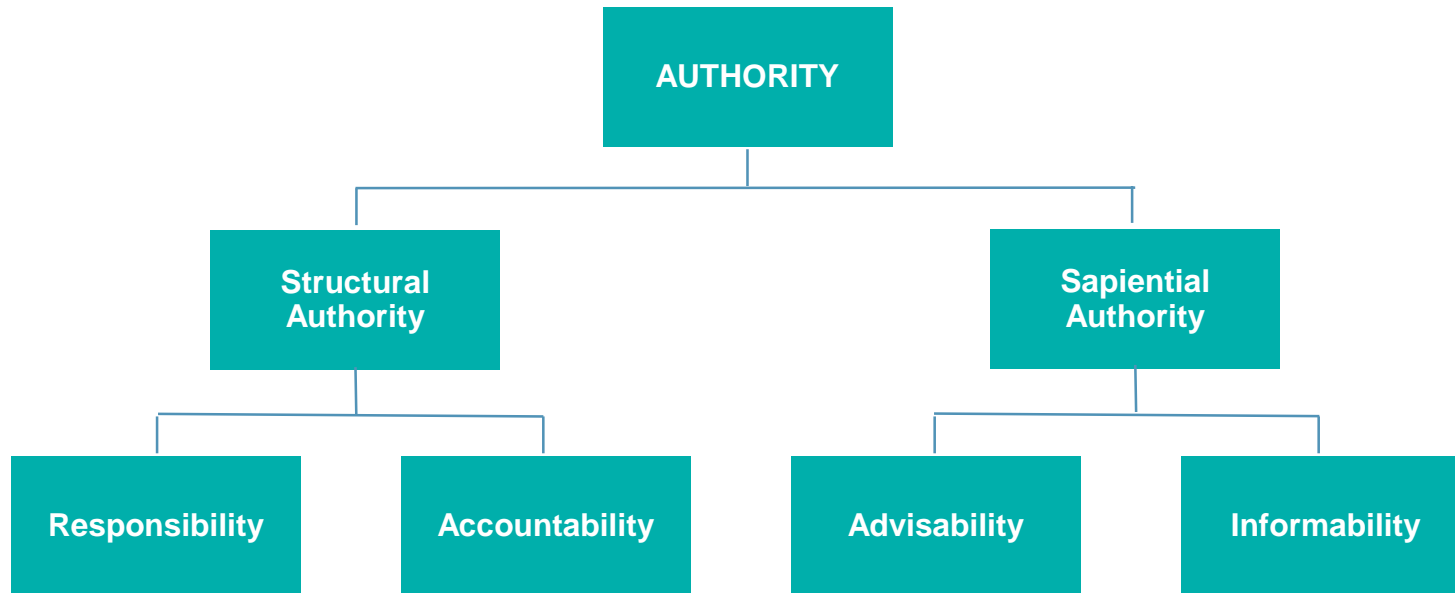 AUTHORITY
Structural
Authority
Sapiential
Authority
Responsibility
Accountability
Advisability
Informability